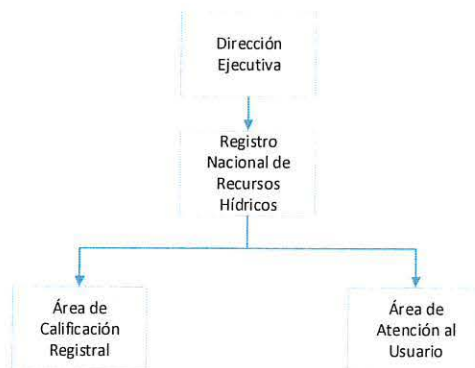 Dirección
Ejecutiva
Registro
Nacional de
Recursos
Hídricos
Área de
Calificación
Registral
Área de
Atención al
Usuario